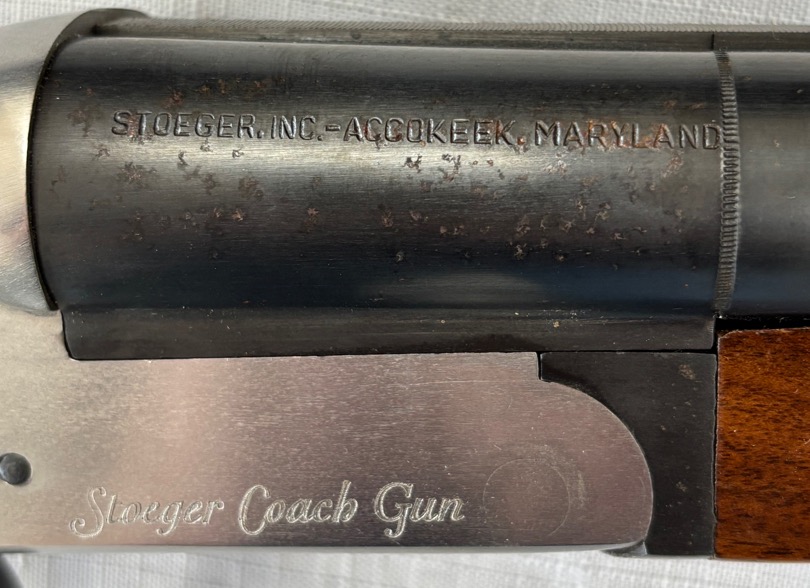 STOEGER.INC.-ACCOKEEK, MARYLAND
Stoeger Coach Gun